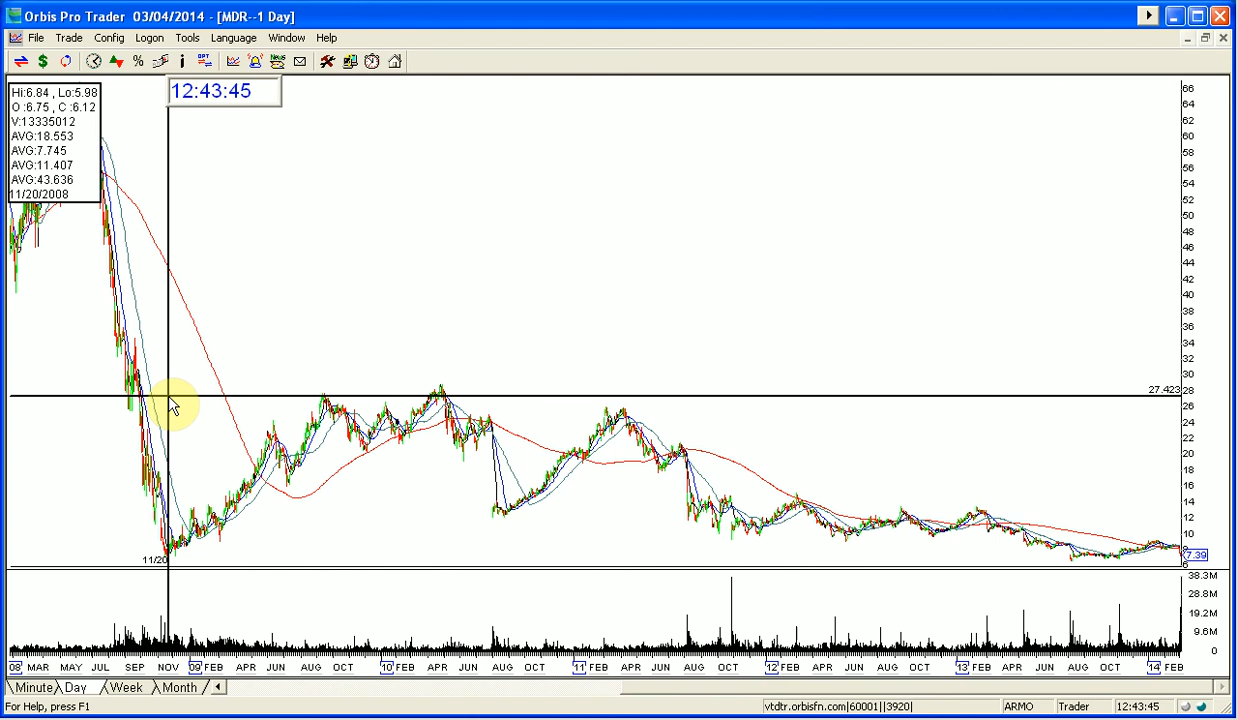 Orbis Pro Trader 03/04/2014 - [MDR--1 Day]
File Trade Config Logon Tools Language Window Help
12:43:45
Hi:6.84 , Lo:5.98
O :6.75 , C :6.12
V:13335012
AVG:18.553
AVG:7.745
AVG:11.407
AVG:43.636
11/20/2008
66
64
62
60
58
56
54
52
50
48
46
44
42
40
38
36
34
32
30
27.423 28
26
24
22
20
18
16
14
12
10
8
7.39
6
11/20
38.3M
28.8M
19.2M
9.6M
0
08 MAR MAY JUL SEP NOV 09 FEB APR JUN AUG OCT 10 FEB APR JUN AUG OCT 11 FEB APR JUN AUG OCT 12 FEB APR JUN AUG OCT 13 FEB APR JUN AUG OCT 14 FEB
Minute Day Week Month
For Help, press F1 vtdtr.orbisfn.com|60001||3920| ARMO Trader 12:43:45